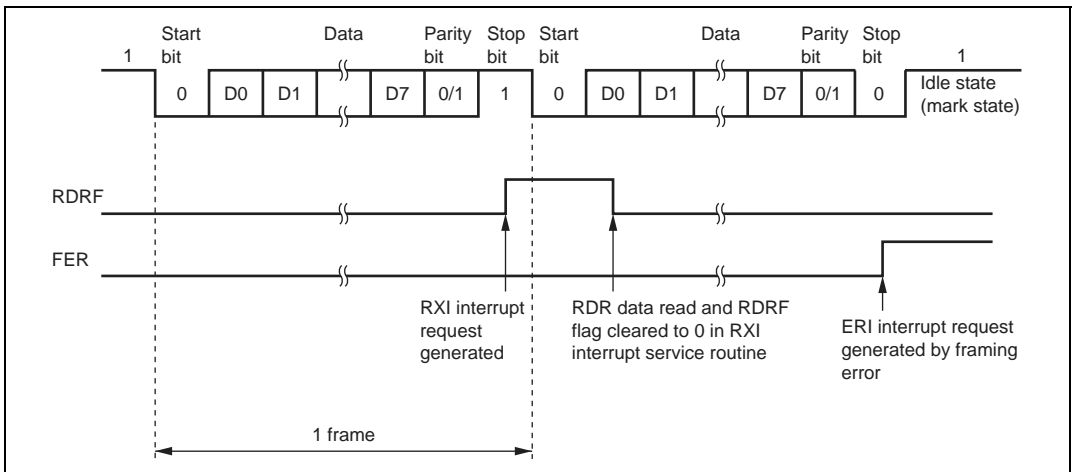 Start Data Parity Stop Start Data Parity Stop
1 bit bit bit bit bit bit 1
0 D0 D1 D7 0/1 1 0 D0 D1 D7 0/1 0 Idle state
(mark state)
RDRF
FER
RXI interrupt
request
generated
RDR data read and RDRF
flag cleared to 0 in RXI
interrupt service routine
ERI interrupt request
generated by framing
error
1 frame